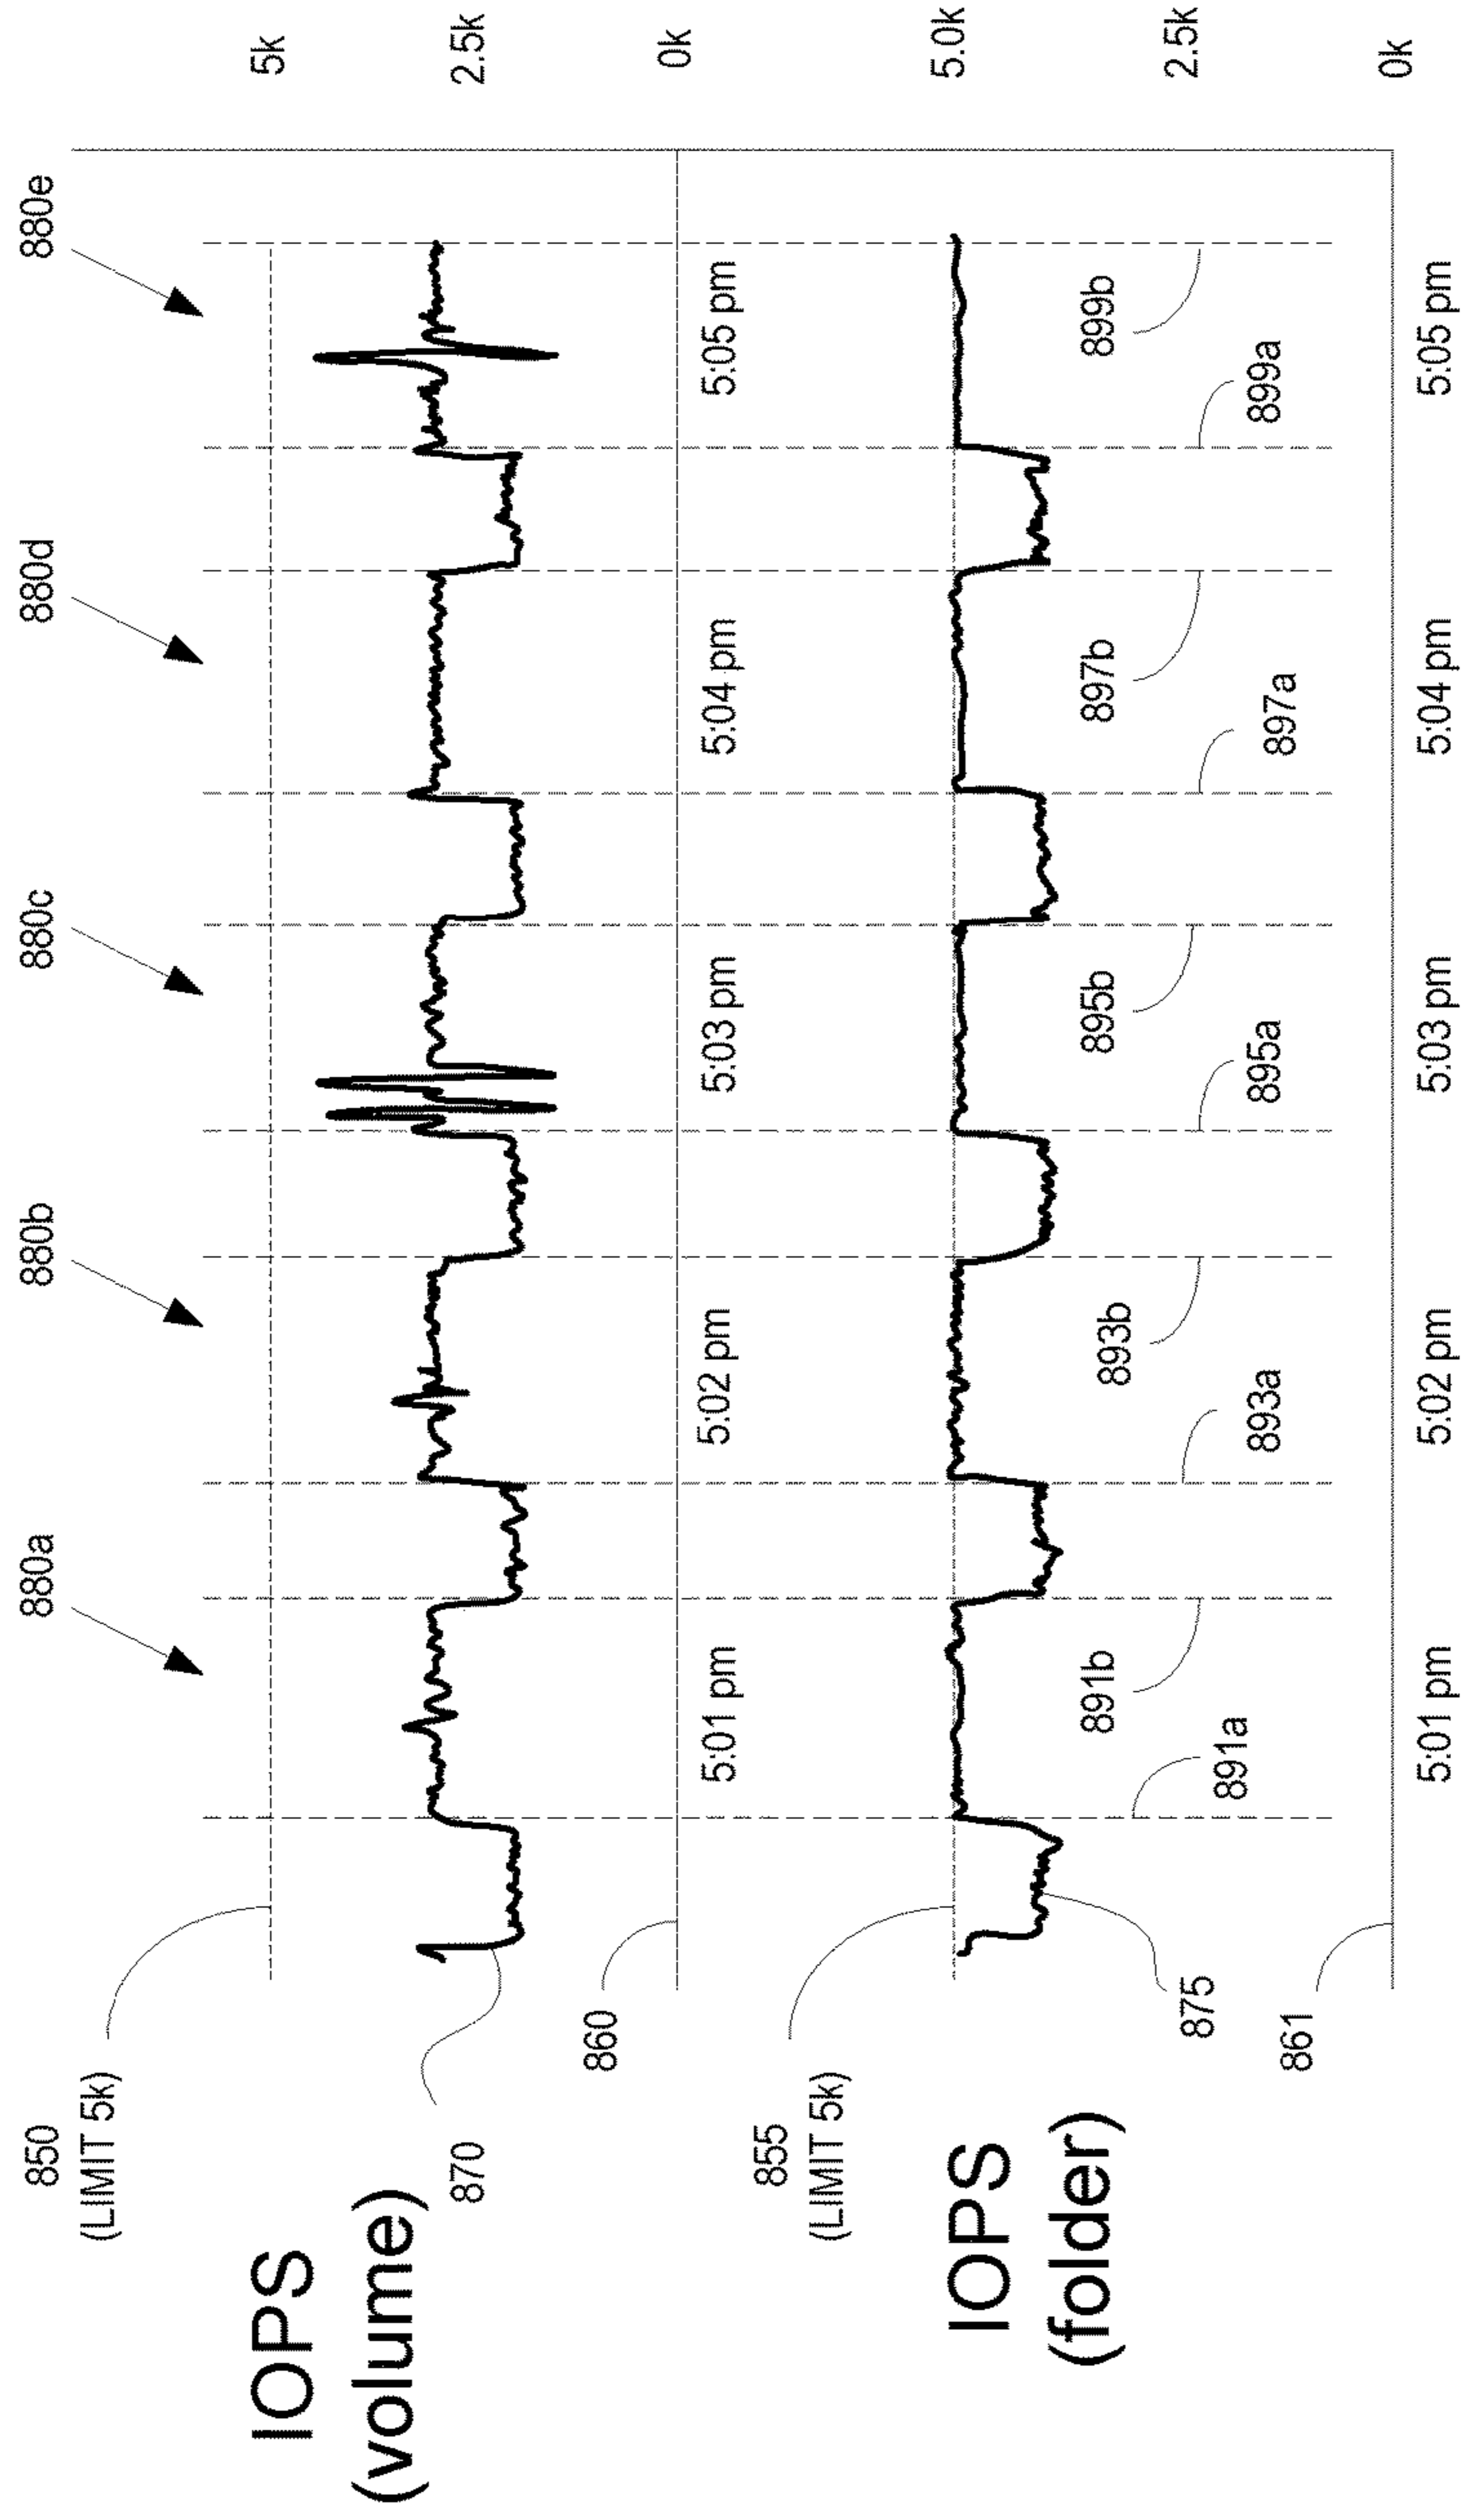 880a
880b
880c
880d
880e
850
(LIMIT 5k)
5k
IOPS
(volume)
870
2.5k
860
0k
5:01 pm
5:02 pm
5:03 pm
5:04 pm
5:05 pm
855
(LIMIT 5k)
5.0k
IOPS
(folder)
891b
893b
895b
897b
899b
875
2.5k
891a
893a
895a
897a
899a
861
0k
5:01 pm
5:02 pm
5:03 pm
5:04 pm
5:05 pm